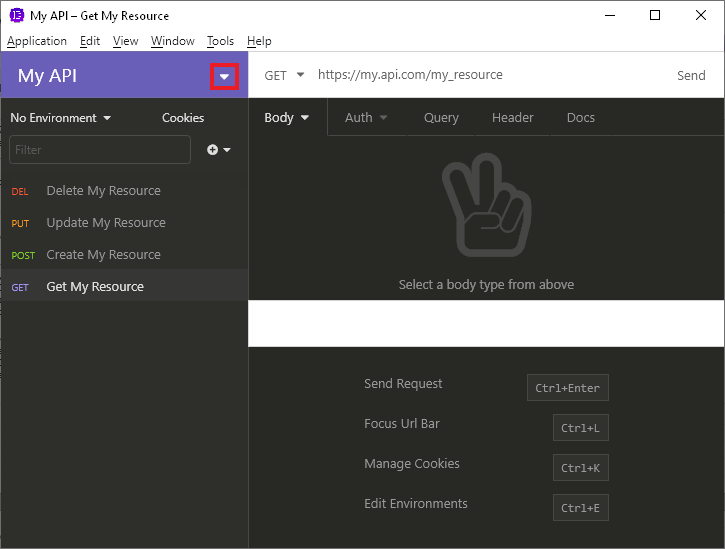 My API – Get My Resource
Application Edit View Window Tools Help
My API
GET https://my.api.com/my_resource Send
No Environment Cookies
Body Auth Query Header Docs
Filter
DEL Delete My Resource
PUT Update My Resource
POST Create My Resource
GET Get My Resource
Select a body type from above
Send Request Ctrl+Enter
Focus Url Bar Ctrl+L
Manage Cookies Ctrl+K
Edit Environments Ctrl+E